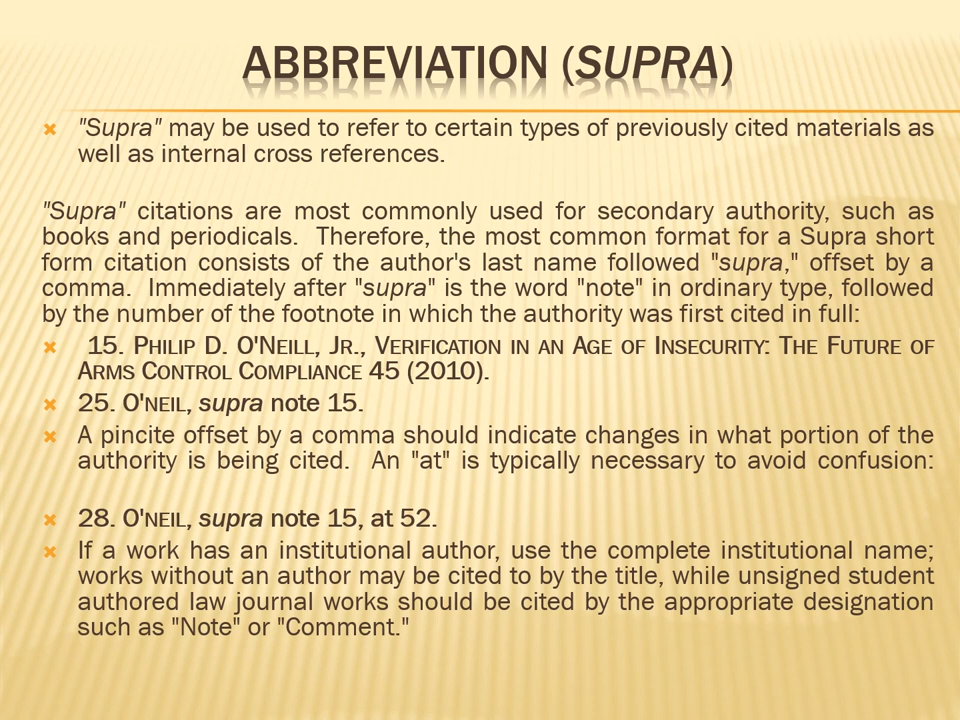 ABBREVIATION (SUPRA)
"Supra" may be used to refer to certain types of previously cited materials as
well as internal cross references.
"Supra" citations are most commonly used for secondary authority, such as
books and periodicals. Therefore, the most common format for a Supra short
form citation consists of the author's last name followed "supra," offset by a
comma. Immediately after "supra" is the word "note" in ordinary type, followed
by the number of the footnote in which the authority was first cited in full:
15. PHILIP D. O'NEILL, JR., VERIFICATION IN AN AGE OF INSECURITY: THE FUTURE OF
ARMS CONTROL COMPLIANCE 45 (2010).
25. O'NEIL, supra note 15.
A pincite offset by a comma should indicate changes in what portion of the
authority is being cited. An "at" is typically necessary to avoid confusion:
28. O'NEIL, supra note 15, at 52.
If a work has an institutional author, use the complete institutional name;
works without an author may be cited to by the title, while unsigned student
authored law journal works should be cited by the appropriate designation
such as "Note" or "Comment."